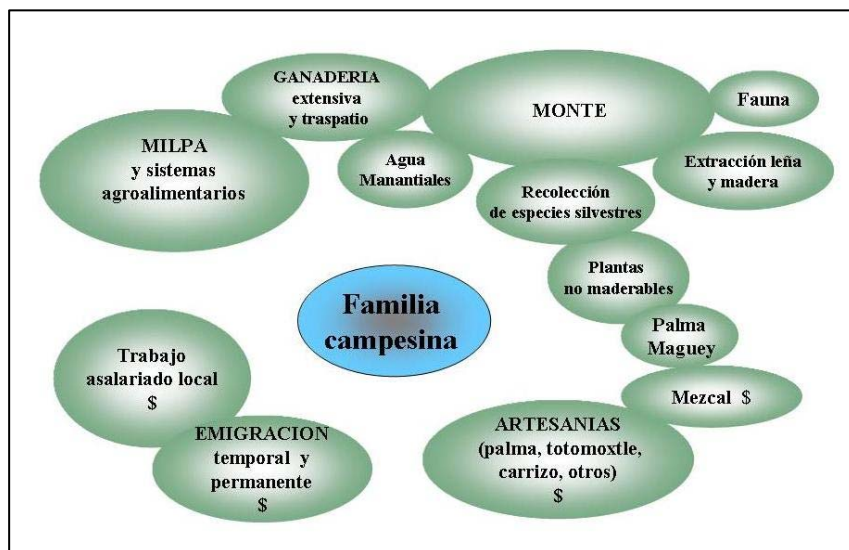 GANADERIA
extensiva
y traspatio
MILPA
y sistemas
agroalimentarios
Agua
Manantiales
MONTE
Fauna
Extracción leña
y madera
Recolección
de especies silvestres
Plantas
no maderables
Palma
Maguey
Mezcal $
ARTESANIAS
(palma, totomoxtle,
carrizo, otros)
$
Familia
campesina
Trabajo
asalariado local
$
EMIGRACION
temporal y
permanente
$